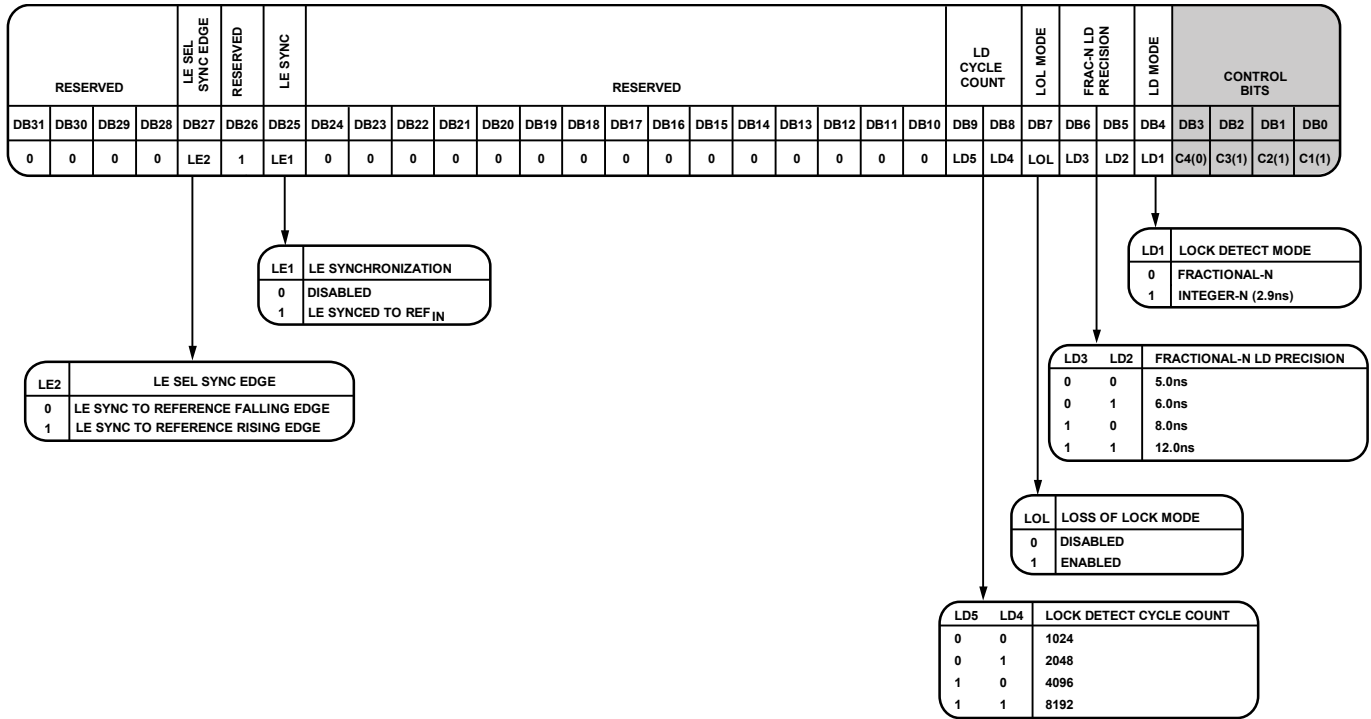 RESERVED
LE SEL
SYNC EDGE
RESERVED
LE SYNC
RESERVED
LD
CYCLE
COUNT
LOL MODE
FRAC-N LD
PRECISION
LD MODE
CONTROL
BITS
DB31 DB30 DB29 DB28 DB27 DB26 DB25 DB24 DB23 DB22 DB21 DB20 DB19 DB18 DB17 DB16 DB15 DB14 DB13 DB12 DB11 DB10 DB9 DB8 DB7 DB6 DB5 DB4 DB3 DB2 DB1 DB0
0 0 0 0 LE2 1 LE1 0 0 0 0 0 0 0 0 0 0 0 0 0 0 0 LD5 LD4 LOL LD3 LD2 LD1 C4(0) C3(1) C2(1) C1(1)
LD1 LOCK DETECT MODE
0 FRACTIONAL-N
1 INTEGER-N (2.9ns)
LE1 LE SYNCHRONIZATION
0 DISABLED
1 LE SYNCED TO REFIN
LD3 LD2 FRACTIONAL-N LD PRECISION
0 0 5.0ns
0 1 6.0ns
1 0 8.0ns
1 1 12.0ns
LE2 LE SEL SYNC EDGE
0 LE SYNC TO REFERENCE FALLING EDGE
1 LE SYNC TO REFERENCE RISING EDGE
LOL LOSS OF LOCK MODE
0 DISABLED
1 ENABLED
LD5 LD4 LOCK DETECT CYCLE COUNT
0 0 1024
0 1 2048
1 0 4096
1 1 8192